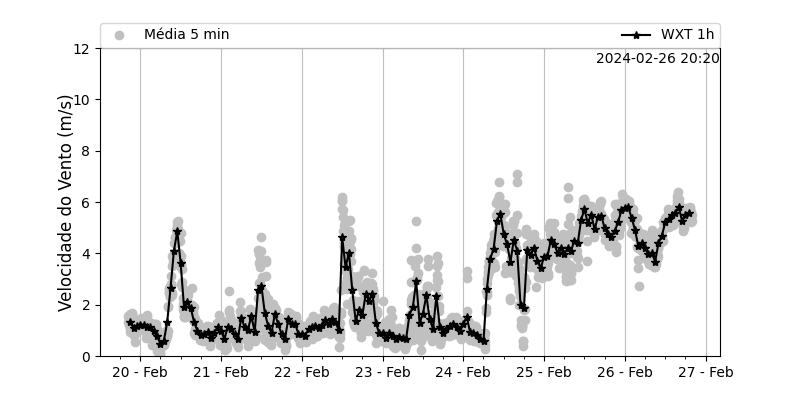 Média 5 min
WXT 1h
2024-02-26 20:20
Velocidade do Vento (m/s)
12
10
8
6
4
2
0
20 - Feb
21 - Feb
22 - Feb
23 - Feb
24 - Feb
25 - Feb
26 - Feb
27 - Feb